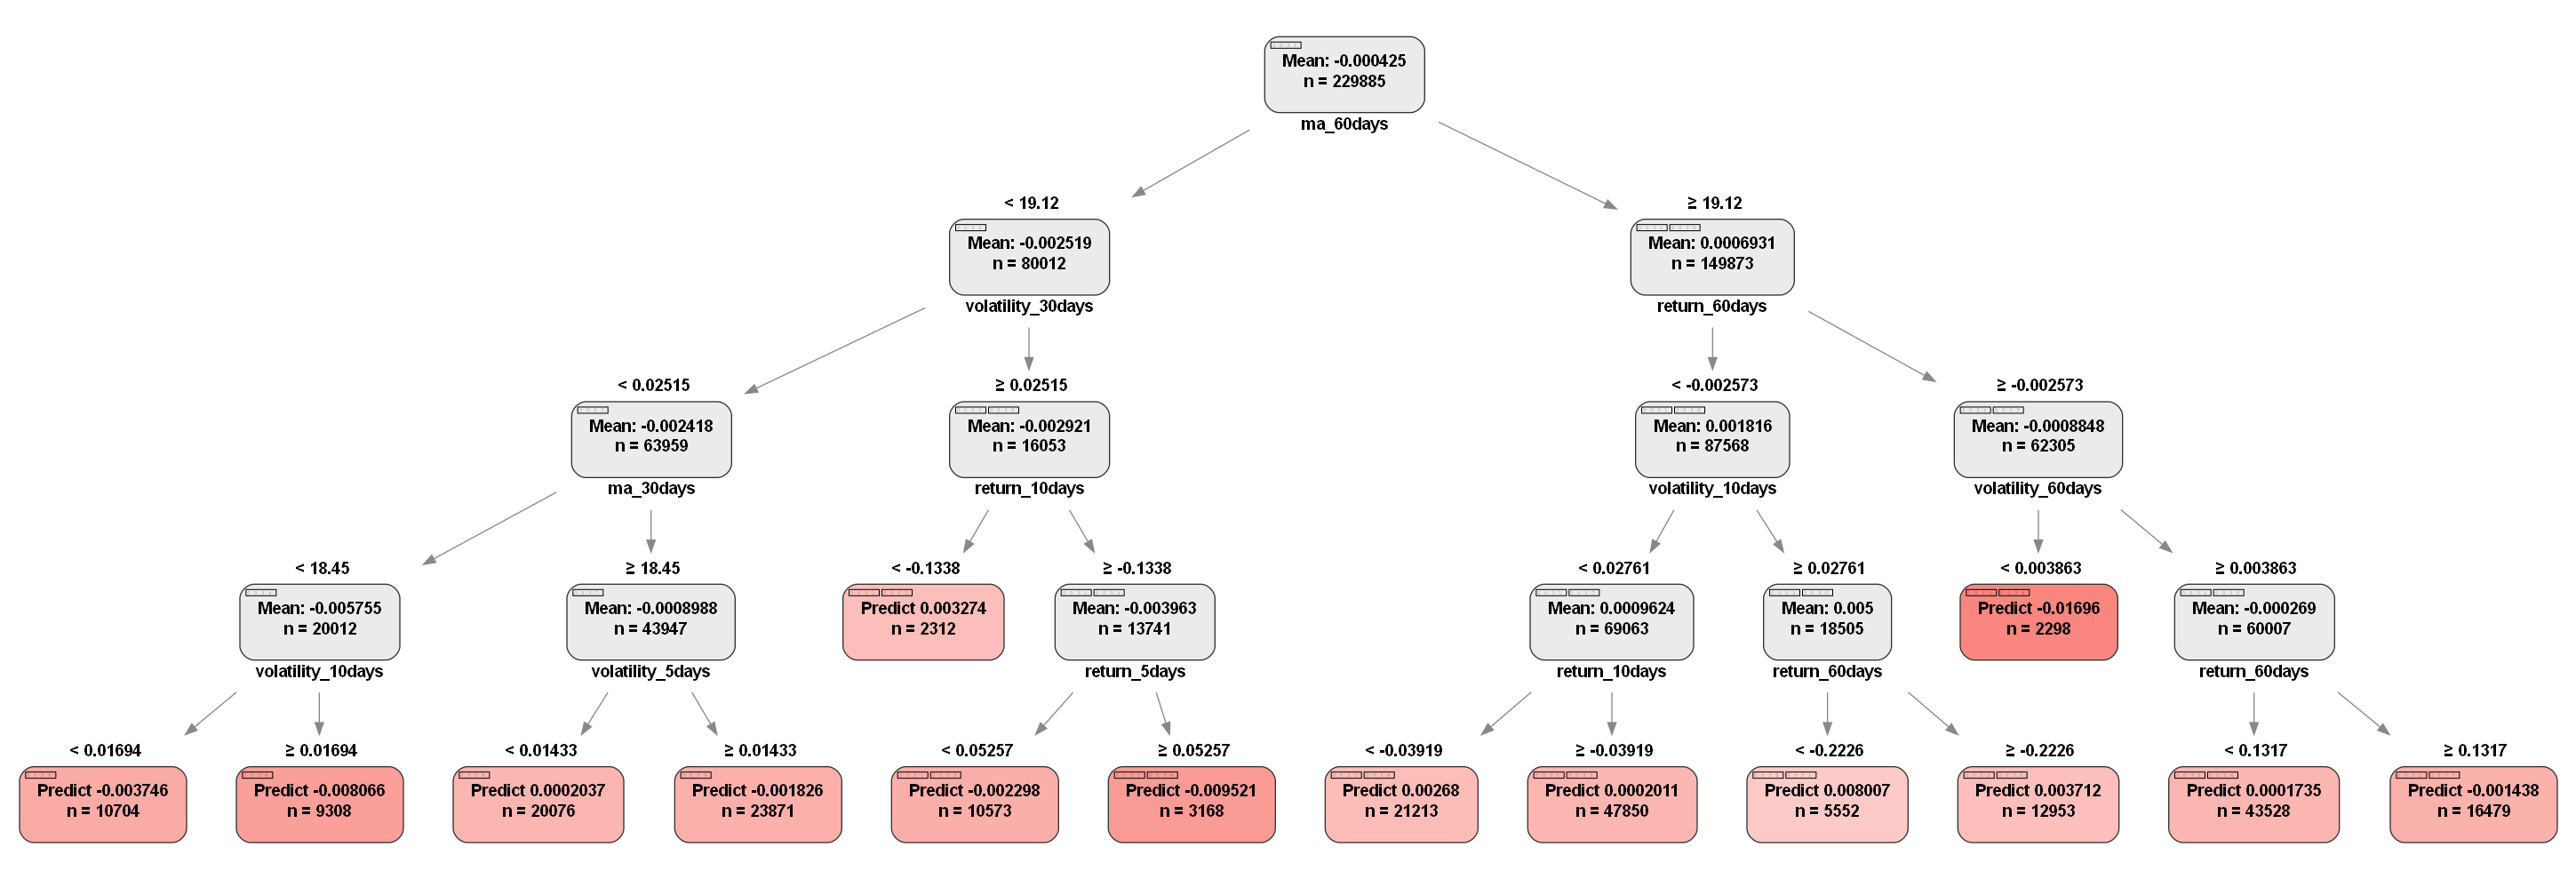 Mean: -0.000425
n = 229885
ma_60days
< 19.12
≥ 19.12
Mean: -0.002519
n = 80012
volatility_30days
Mean: 0.0006931
n = 149873
return_60days
< 0.02515
≥ 0.02515
< -0.002573
≥ -0.002573
Mean: -0.002418
n = 63959
ma_30days
Mean: -0.002921
n = 16053
return_10days
Mean: 0.001816
n = 87568
volatility_10days
Mean: -0.0008848
n = 62305
volatility_60days
< 18.45
≥ 18.45
< -0.1338
≥ -0.1338
< 0.02761
≥ 0.02761
< 0.003863
≥ 0.003863
Mean: -0.005755
n = 20012
volatility_10days
Mean: -0.0008988
n = 43947
volatility_5days
Predict 0.003274
n = 2312
Mean: -0.003963
n = 13741
return_5days
Mean: 0.0009624
n = 69063
return_10days
Mean: 0.005
n = 18505
return_60days
Predict -0.01696
n = 2298
Mean: -0.000269
n = 60007
return_60days
< 0.01694
≥ 0.01694
< 0.01433
≥ 0.01433
< 0.05257
≥ 0.05257
< -0.03919
≥ -0.03919
< -0.2226
≥ -0.2226
< 0.1317
≥ 0.1317
Predict -0.003746
n = 10704
Predict -0.008066
n = 9308
Predict 0.0002037
n = 20076
Predict -0.001826
n = 23871
Predict -0.002298
n = 10573
Predict -0.009521
n = 3168
Predict 0.00268
n = 21213
Predict 0.0002011
n = 47850
Predict 0.008007
n = 5552
Predict 0.003712
n = 12953
Predict 0.0001735
n = 43528
Predict -0.001438
n = 16479